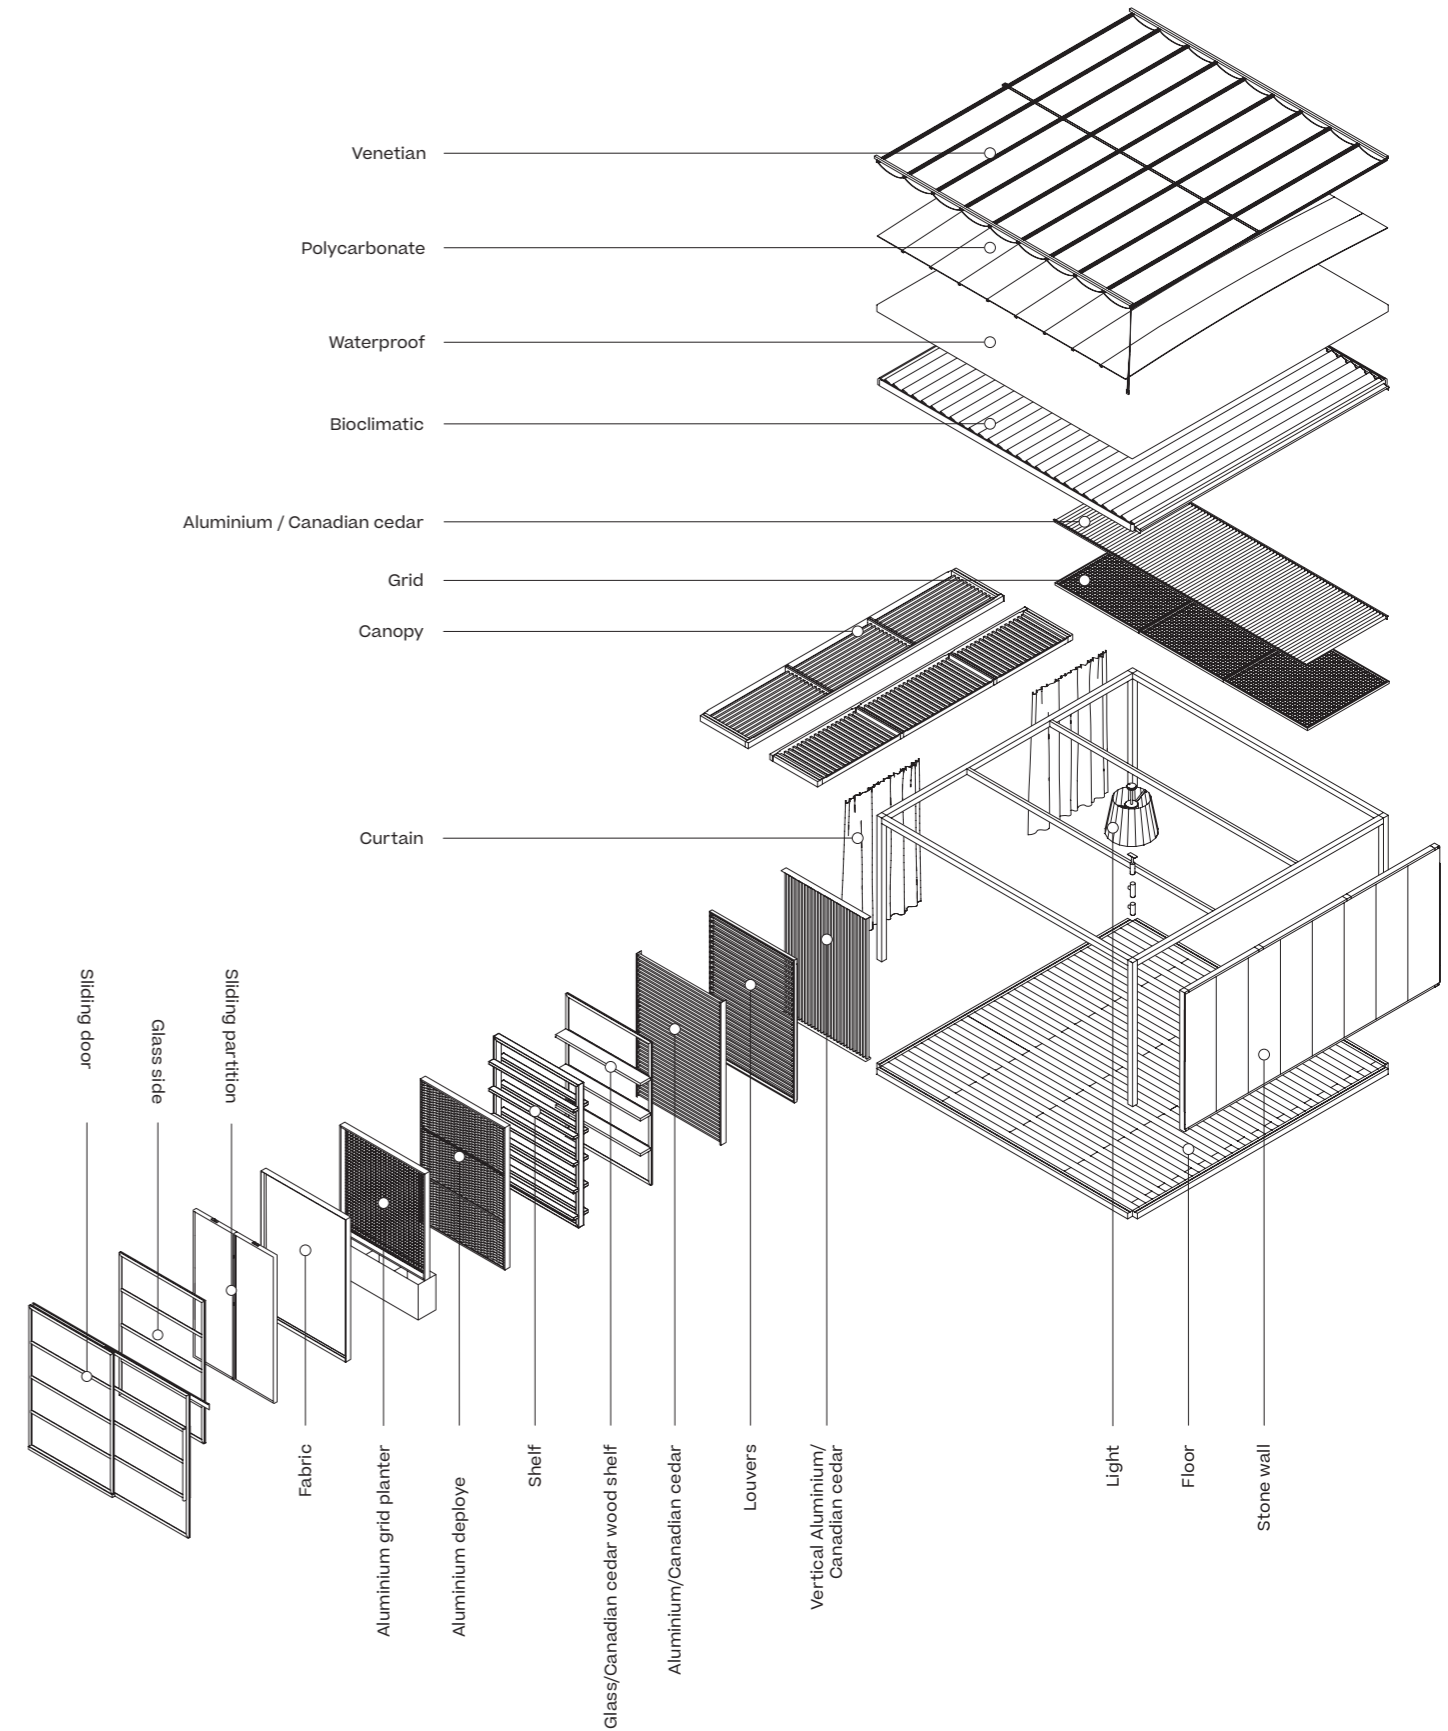 Venetian
Polycarbonate
Waterproof
Bioclimatic
Aluminium / Canadian cedar
Grid
Canopy
Curtain
Sliding door
Glass side
Sliding partition
Fabric
Aluminium grid planter
Aluminium deploye
Shelf
Glass/Canadian cedar wood shelf
Aluminium/Canadian cedar
Louvers
Vertical Aluminium/
Canadian cedar
Light
Floor
Stone wall